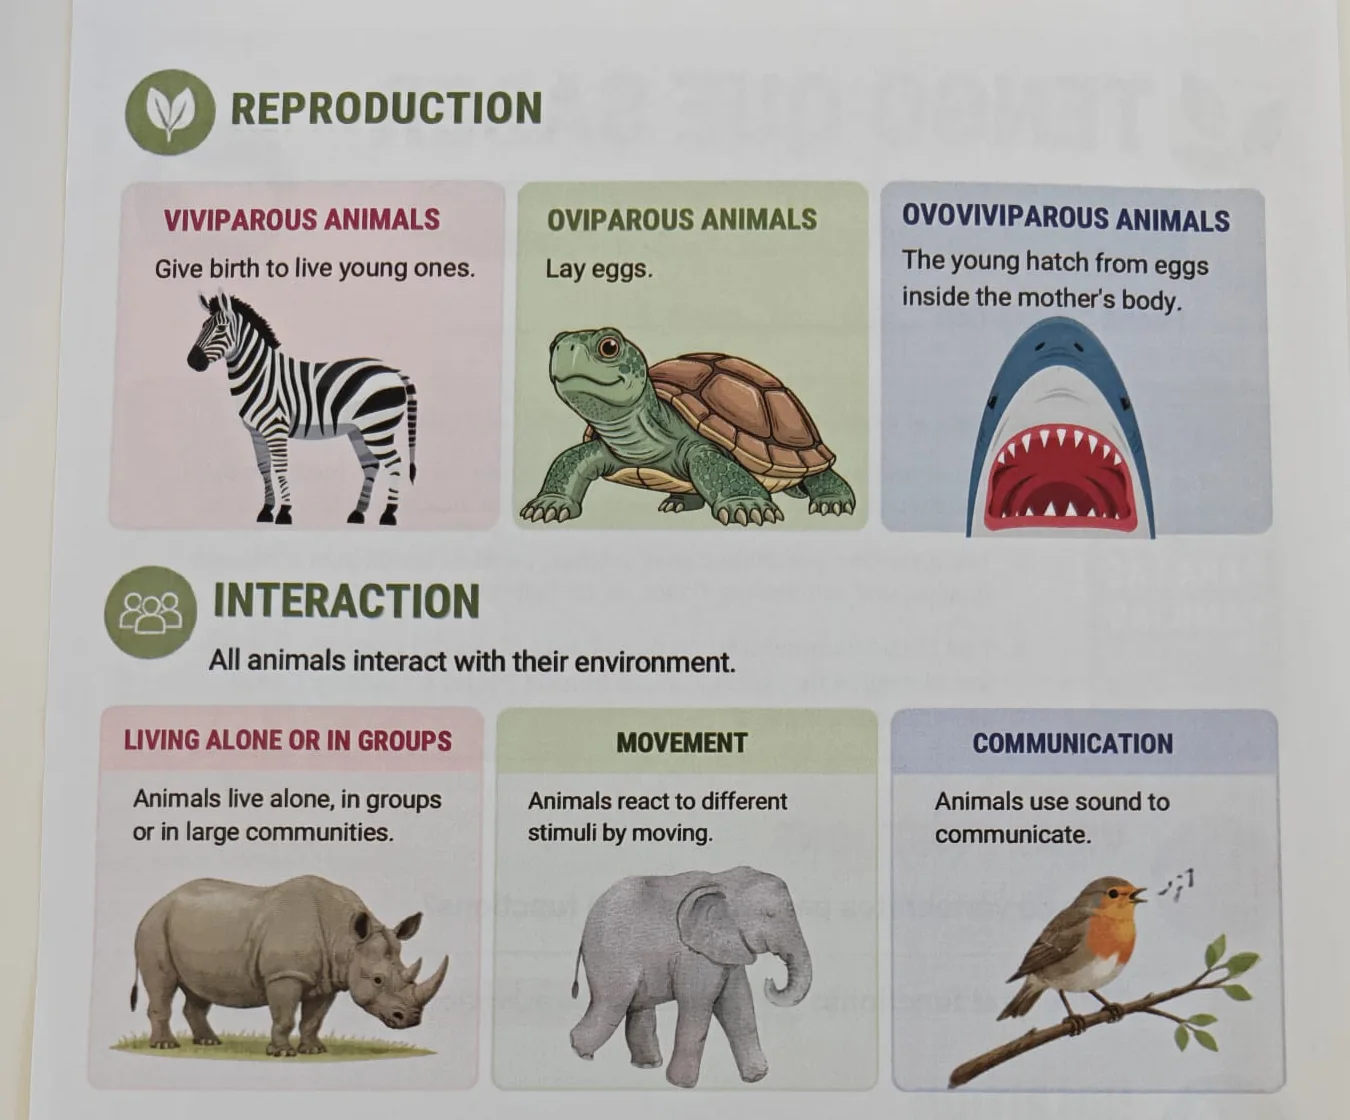 REPRODUCTION
VIVIPAROUS ANIMALS
Give birth to live young ones.
OVIPAROUS ANIMALS
Lay eggs.
OVOVIVIPAROUS ANIMALS
The young hatch from eggs
inside the mother's body.
INTERACTION
All animals interact with their environment.
LIVING ALONE OR IN GROUPS
Animals live alone, in groups
or in large communities.
MOVEMENT
Animals react to different
stimuli by moving.
COMMUNICATION
Animals use sound to
communicate.